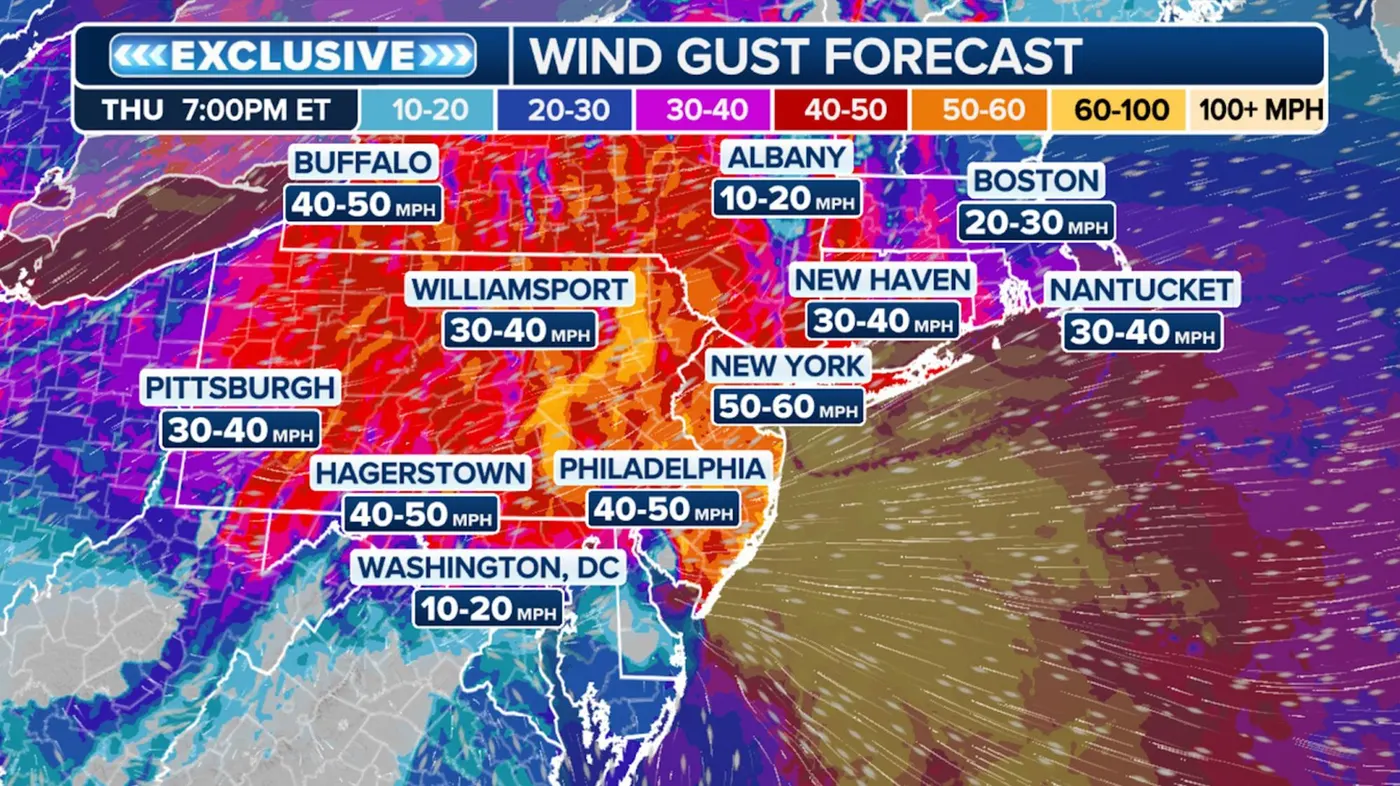 <<< EXCLUSIVE >>> WIND GUST FORECAST
THU 7:00PM ET 10-20 20-30 30-40 40-50 50-60 60-100 100+ MPH
BUFFALO
40-50 MPH
ALBANY
10-20 MPH
BOSTON
20-30 MPH
WILLIAMSPORT
30-40 MPH
NEW HAVEN
30-40 MPH
NANTUCKET
30-40 MPH
NEW YORK
50-60 MPH
PITTSBURGH
30-40 MPH
HAGERSTOWN
40-50 MPH
PHILADELPHIA
40-50 MPH
WASHINGTON, DC
10-20 MPH